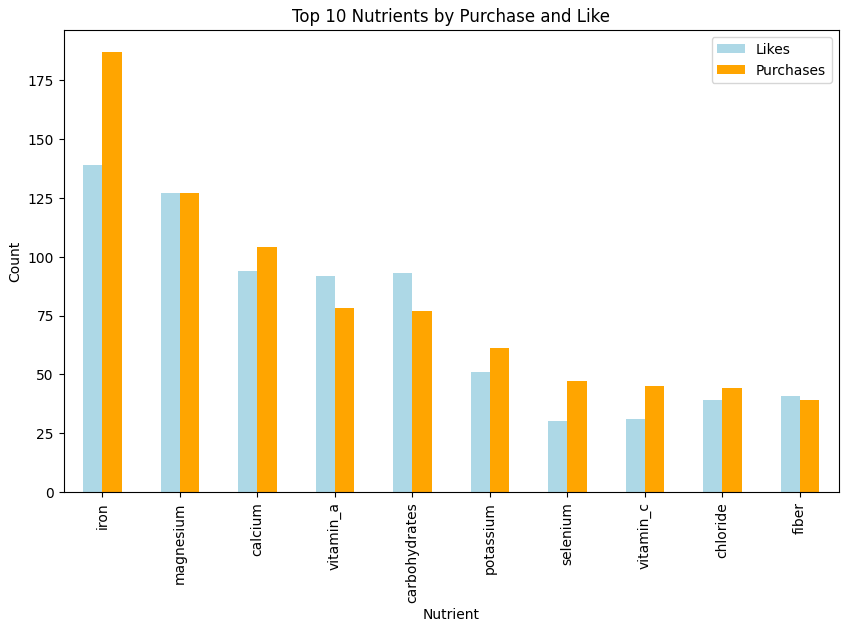 Top 10 Nutrients by Purchase and Like
Likes
Purchases
Count
175
150
125
100
75
50
25
0
iron
magnesium
calcium
vitamin_a
carbohydrates
potassium
selenium
vitamin_c
chloride
fiber
Nutrient